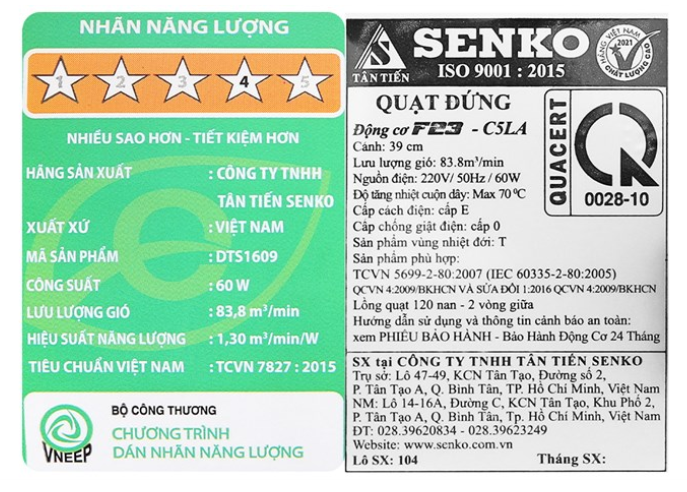 NHÃN NĂNG LƯỢNG
1 2 3 4 5
NHIỀU SAO HƠN - TIẾT KIỆM HƠN
HÃNG SẢN XUẤT : CÔNG TY TNHH
TÂN TIẾN SENKO
XUẤT XỨ : VIỆT NAM
MÃ SẢN PHẨM : DTS1609
CÔNG SUẤT : 60 W
LƯU LƯỢNG GIÓ : 83,8 m³/min
HIỆU SUẤT NĂNG LƯỢNG : 1,30 m³/min/W
TIÊU CHUẨN VIỆT NAM : TCVN 7827 : 2015
VNEEP
BỘ CÔNG THƯƠNG
CHƯƠNG TRÌNH
DÁN NHÃN NĂNG LƯỢNG
TÂN TIẾN
SENKO
ISO 9001 : 2015
HÀNG VIỆT NAM
2021
CHẤT LƯỢNG CAO
QUẠT ĐỨNG
Động cơ F23 - C5LA
Cánh: 39 cm
Lưu lượng gió: 83.8m³/min
Nguồn điện: 220V/ 50Hz / 60W
Độ tăng nhiệt cuộn dây: Max 70 ⁰C
Cấp cách điện: cấp E
Cấp chống giật điện: cấp 0
Sản phẩm vùng nhiệt đới: T
Sản phẩm phù hợp:
QUACERT
0028-10
TCVN 5699-2-80:2007 (IEC 60335-2-80:2005)
QCVN 4:2009/BKHCN VÀ SỬA ĐỔI 1:2016 QCVN 4:2009/BKHCN
Lồng quạt 120 nan - 2 vòng giữa
Hướng dẫn sử dụng và thông tin cảnh báo an toàn:
xem PHIẾU BẢO HÀNH - Bảo Hành Động Cơ 24 Tháng
SX tại CÔNG TY TNHH TÂN TIẾN SENKO
Trụ sở: Lô 47-49, KCN Tân Tạo, Đường số 2,
P. Tân Tạo A, Q. Bình Tân, TP. Hồ Chí Minh, Việt Nam
NM: Lô 14-16A, Đường C, KCN Tân Tạo, Khu Phố 2,
P. Tân Tạo A, Q. Bình Tân, Tp. Hồ Chí Minh, Việt Nam
ĐT: 028.39620834 - 028.39623249
Website: www.senko.com.vn
Lô SX: 104 Tháng SX: